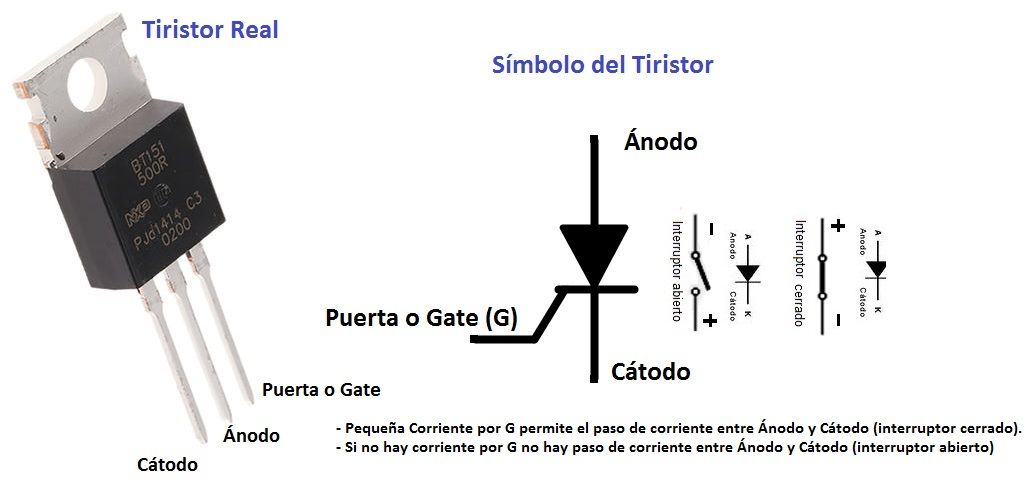 Tiristor Real
Símbolo del Tiristor
BT151
500R
NXP
PJd1414 C3
0200
Ánodo
Puerta o Gate (G)
Cátodo
Interruptor abierto
-
+
A
Anodo
Cátodo
K
Interruptor cerrado
+
-
A
Anodo
Cátodo
K
Puerta o Gate
Ánodo
Cátodo
- Pequeña Corriente por G permite el paso de corriente entre Ánodo y Cátodo (interruptor cerrado).
- Si no hay corriente por G no hay paso de corriente entre Ánodo y Cátodo (interruptor abierto)